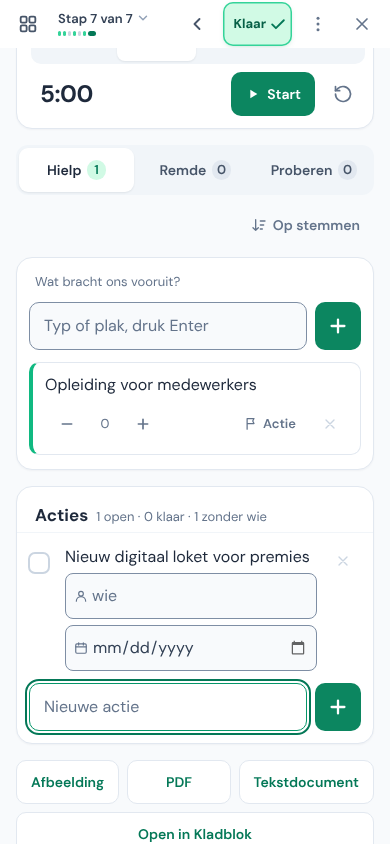 Stap 7 van 7
Klaar
5:00
Start
Hielp 1
Remde 0
Proberen 0
Op stemmen
Wat bracht ons vooruit?
Typ of plak, druk Enter
Opleiding voor medewerkers
0
Actie
Acties 1 open · 0 klaar · 1 zonder wie
Nieuw digitaal loket voor premies
wie
mm/dd/yyyy
Nieuwe actie
Afbeelding
PDF
Tekstdocument
Open in Kladblok